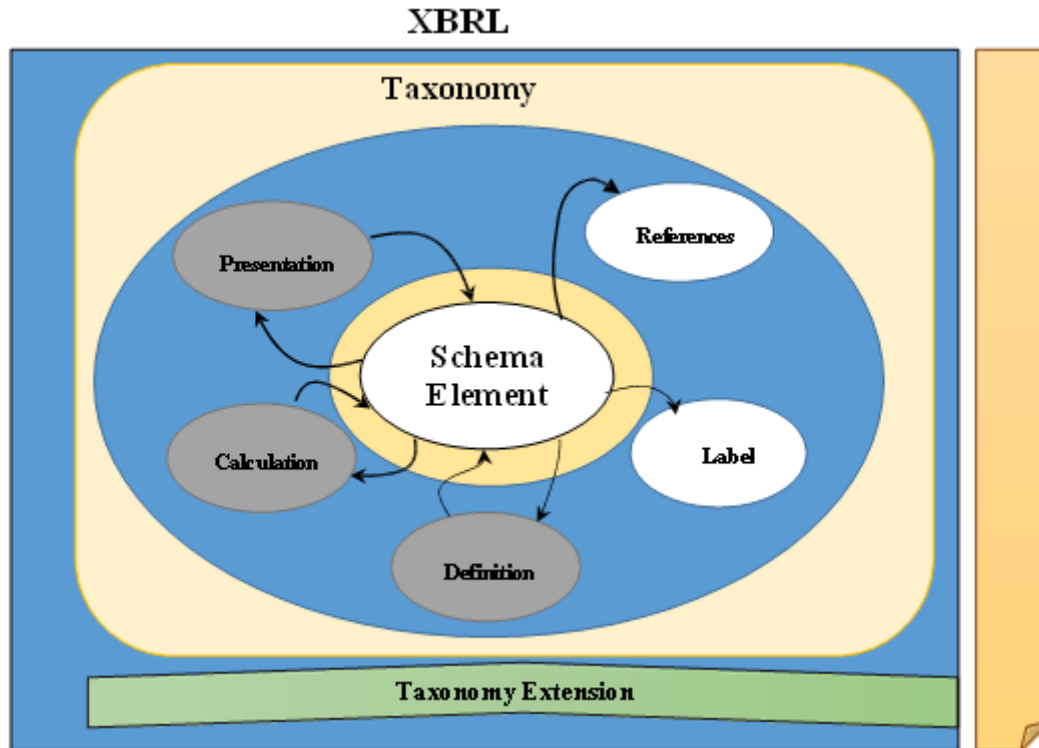 XBRL
Taxonomy
References
Presentation
Schema
Element
Calculation
Label
Definition
Taxonomy Extension